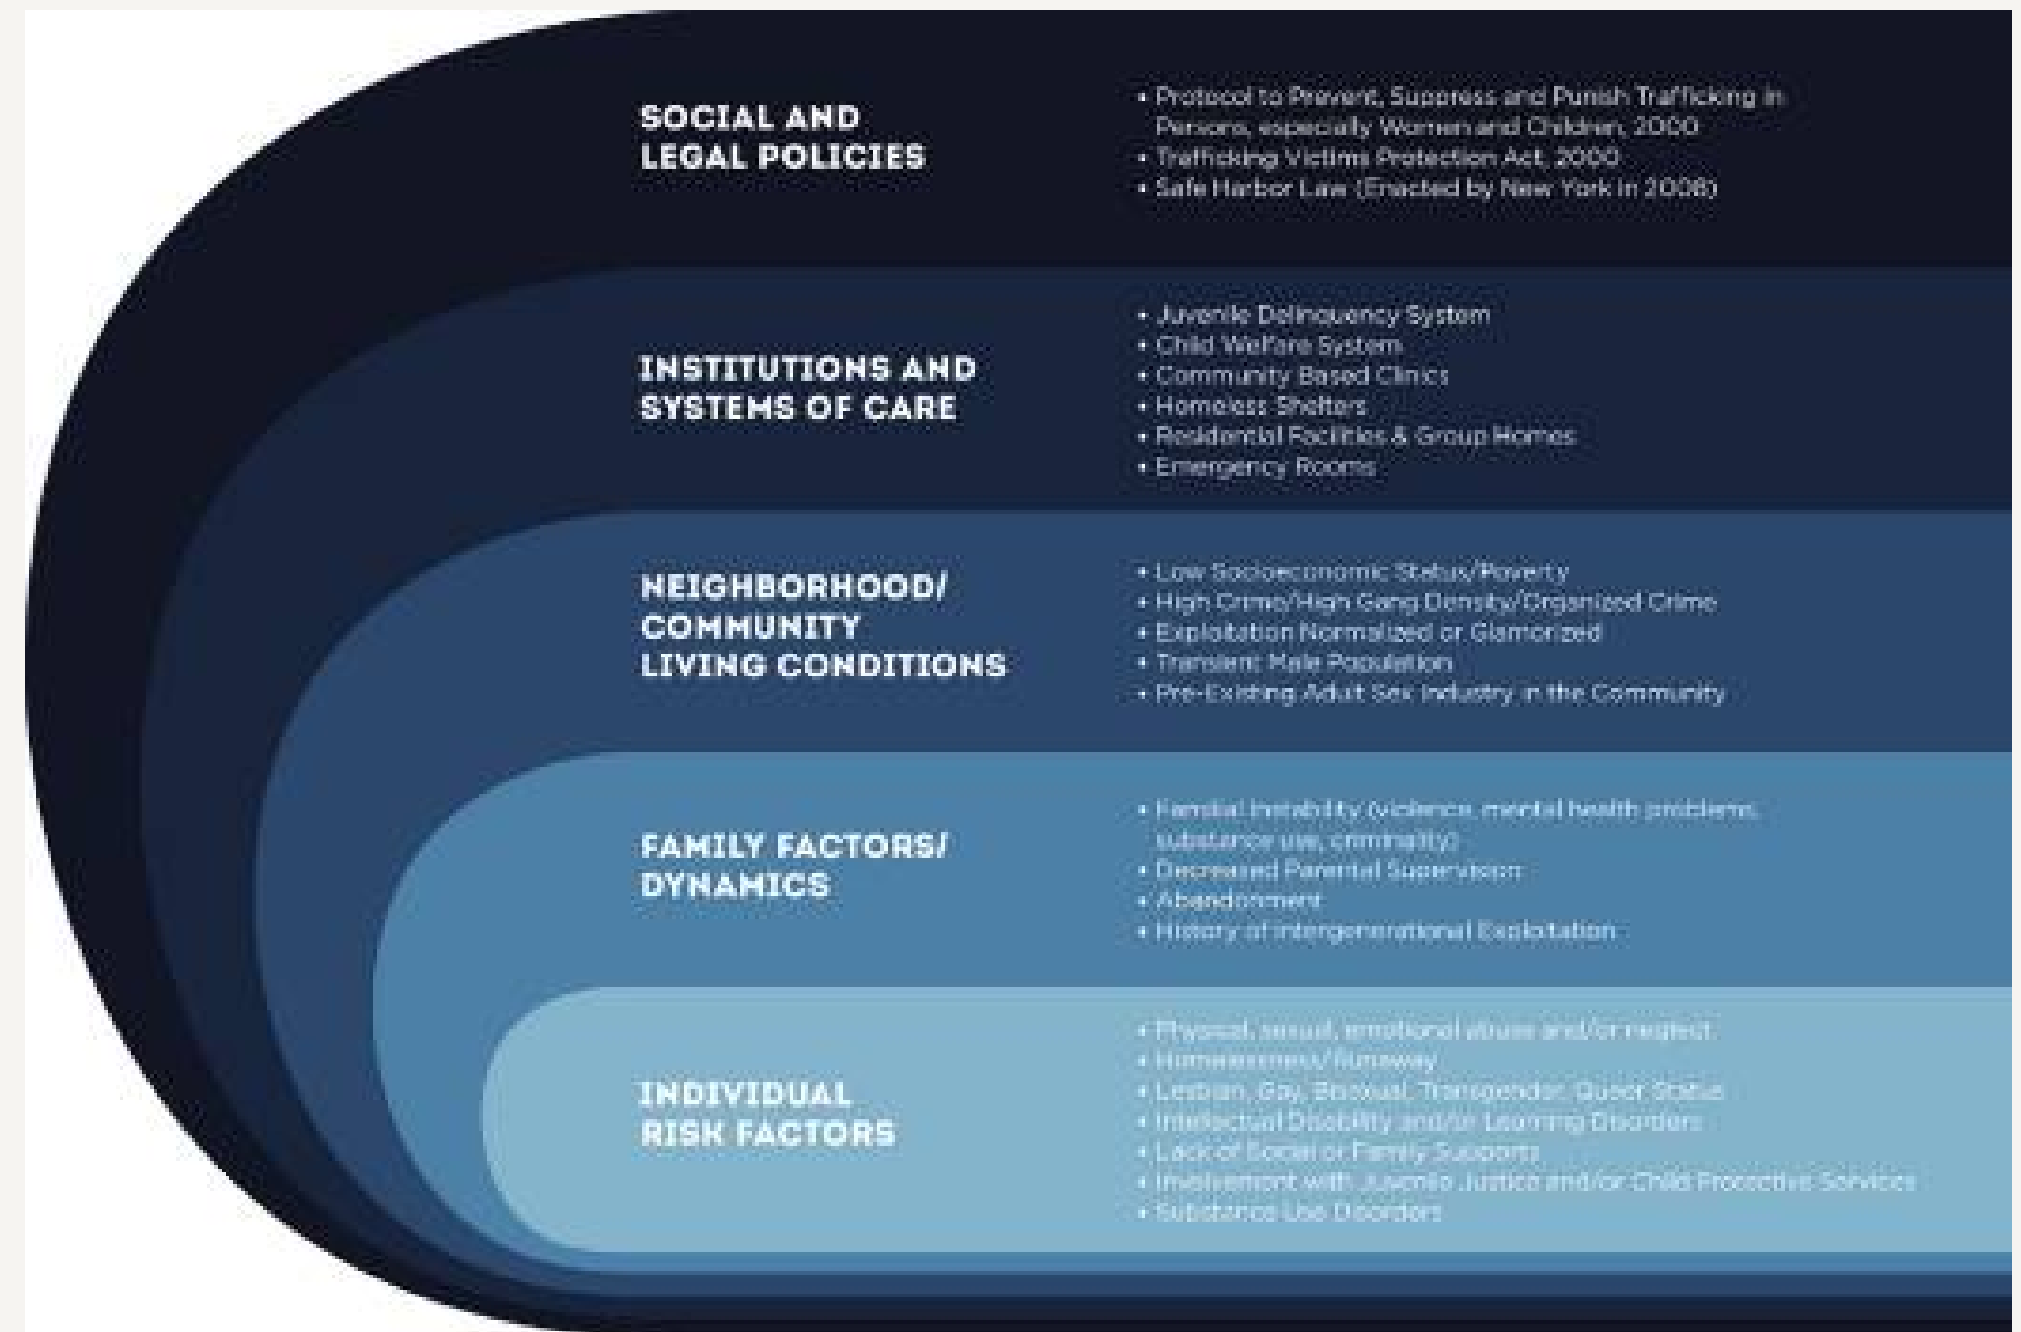 SOCIAL AND
LEGAL POLICIES
• Protocol to Prevent, Suppress and Punish Trafficking in
Persons, especially Women and Children, 2000
• Trafficking Victims Protection Act, 2000
• Safe Harbor Law (Enacted by New York in 2008)
INSTITUTIONS AND
SYSTEMS OF CARE
• Juvenile Delinquency System
• Child Welfare System
• Community Based Clinics
• Homeless Shelters
• Residential Facilities & Group Homes
• Emergency Rooms
NEIGHBORHOOD/
COMMUNITY
LIVING CONDITIONS
• Low Socioeconomic Status/Poverty
• High Crime/High Gang Density/Organized Crime
• Exploitation Normalized or Glamorized
• Transient Male Population
• Pre-Existing Adult Sex Industry in the Community
FAMILY FACTORS/
DYNAMICS
• Familial Instability (violence, mental health problems,
substance use, criminality)
• Decreased Parental Supervision
• Abandonment
• History of Intergenerational Exploitation
INDIVIDUAL
RISK FACTORS
• Physical, sexual, emotional abuse and/or neglect
• Homelessness/Runaway
• Lesbian, Gay, Bisexual, Transgender, Queer Status
• Intellectual Disability and/or Learning Disorders
• Lack of Social or Family Supports
• Involvement with Juvenile Justice and/or Child Protective Services
• Substance Use Disorders